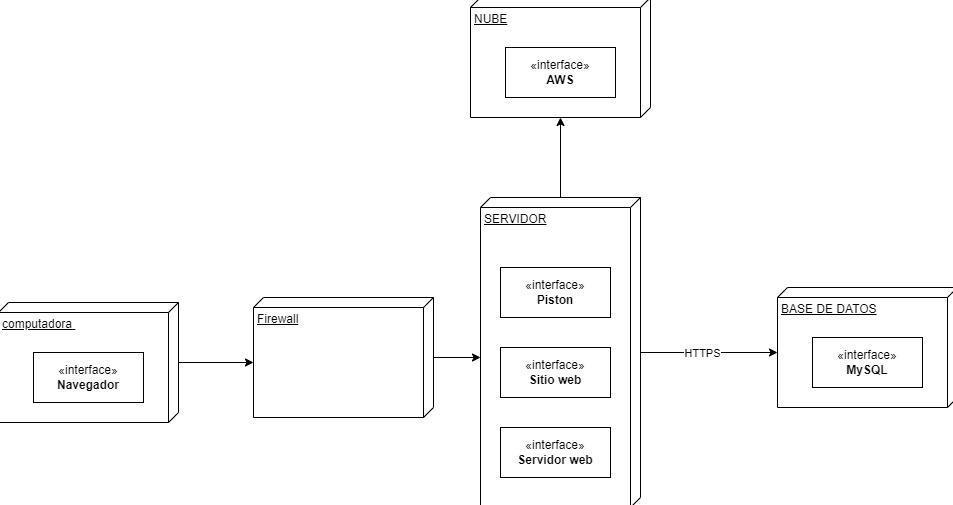 NUBE
«interface»
AWS
SERVIDOR
«interface»
Piston
«interface»
Sitio web
«interface»
Servidor web
computadora
«interface»
Navegador
Firewall
HTTPS
BASE DE DATOS
«interface»
MySQL